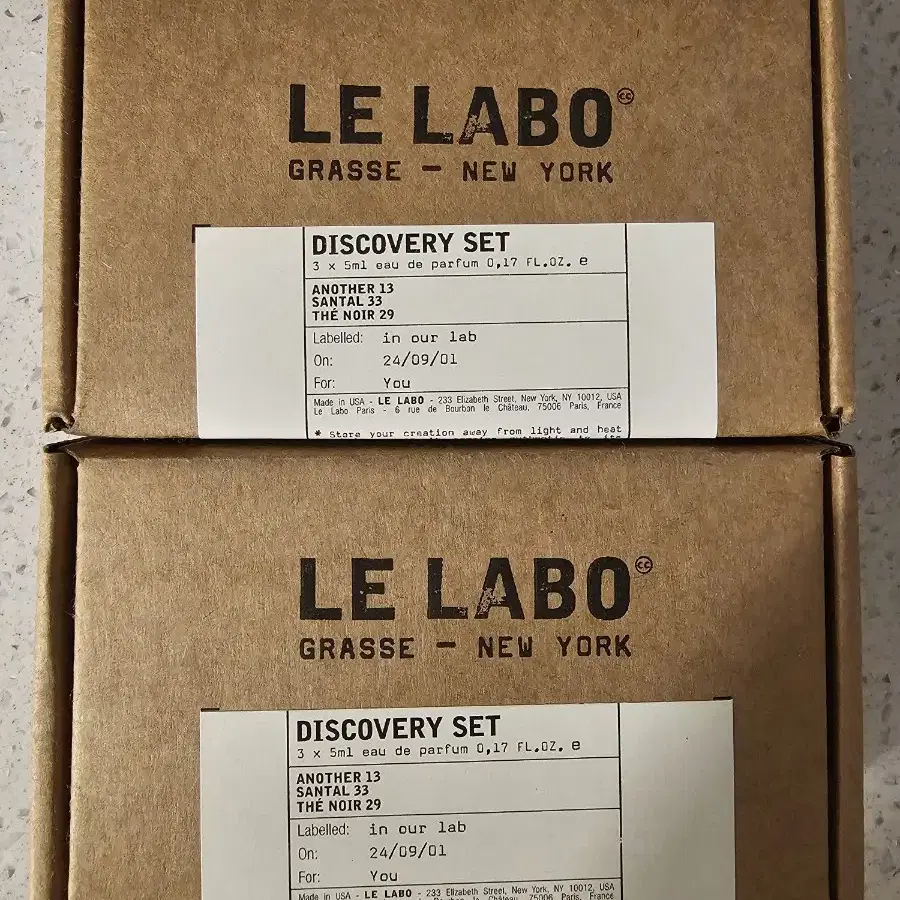 LE LABO
GRASSE — NEW YORK
DISCOVERY SET
3 x 5ml eau de parfum 0,17 FL.OZ. e
ANOTHER 13
SANTAL 33
THÉ NOIR 29
Labelled: in our lab
On: 24/09/01
For: You
Made in USA - LE LABO - 233 Elizabeth Street, New York, NY 10012, USA
Le Labo Paris - 6 rue de Bourbon le Château, 75006 Paris, France
* Store your creation away from light and heat
LE LABO
GRASSE — NEW YORK
DISCOVERY SET
3 x 5ml eau de parfum 0,17 FL.OZ. e
ANOTHER 13
SANTAL 33
THÉ NOIR 29
Labelled: in our lab
On: 24/09/01
For: You
Made in USA - LE LABO - 233 Elizabeth Street, New York, NY 10012, USA